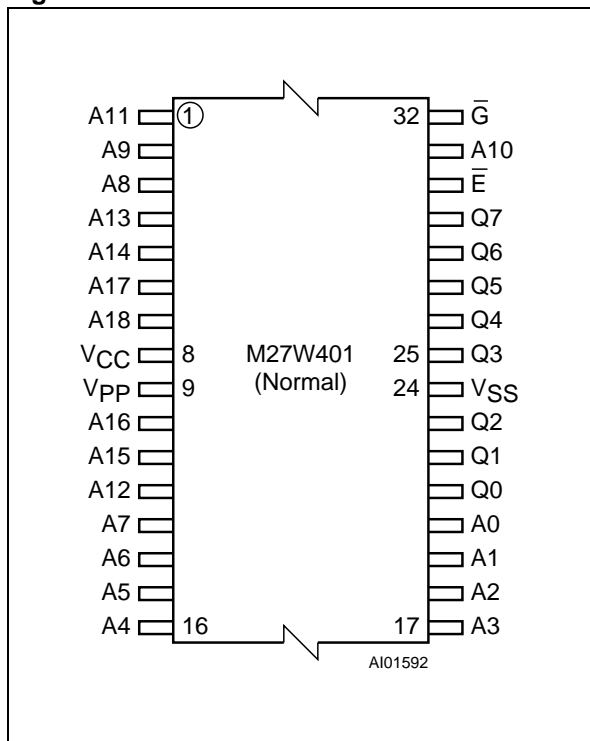 A11 1 32 G̅
A9 A10
A8 E̅
A13 Q7
A14 Q6
A17 Q5
A18 Q4
VCC 8 M27W401 25 Q3
VPP 9 (Normal) 24 VSS
A16 Q2
A15 Q1
A12 Q0
A7 A0
A6 A1
A5 A2
A4 16 17 A3
AI01592